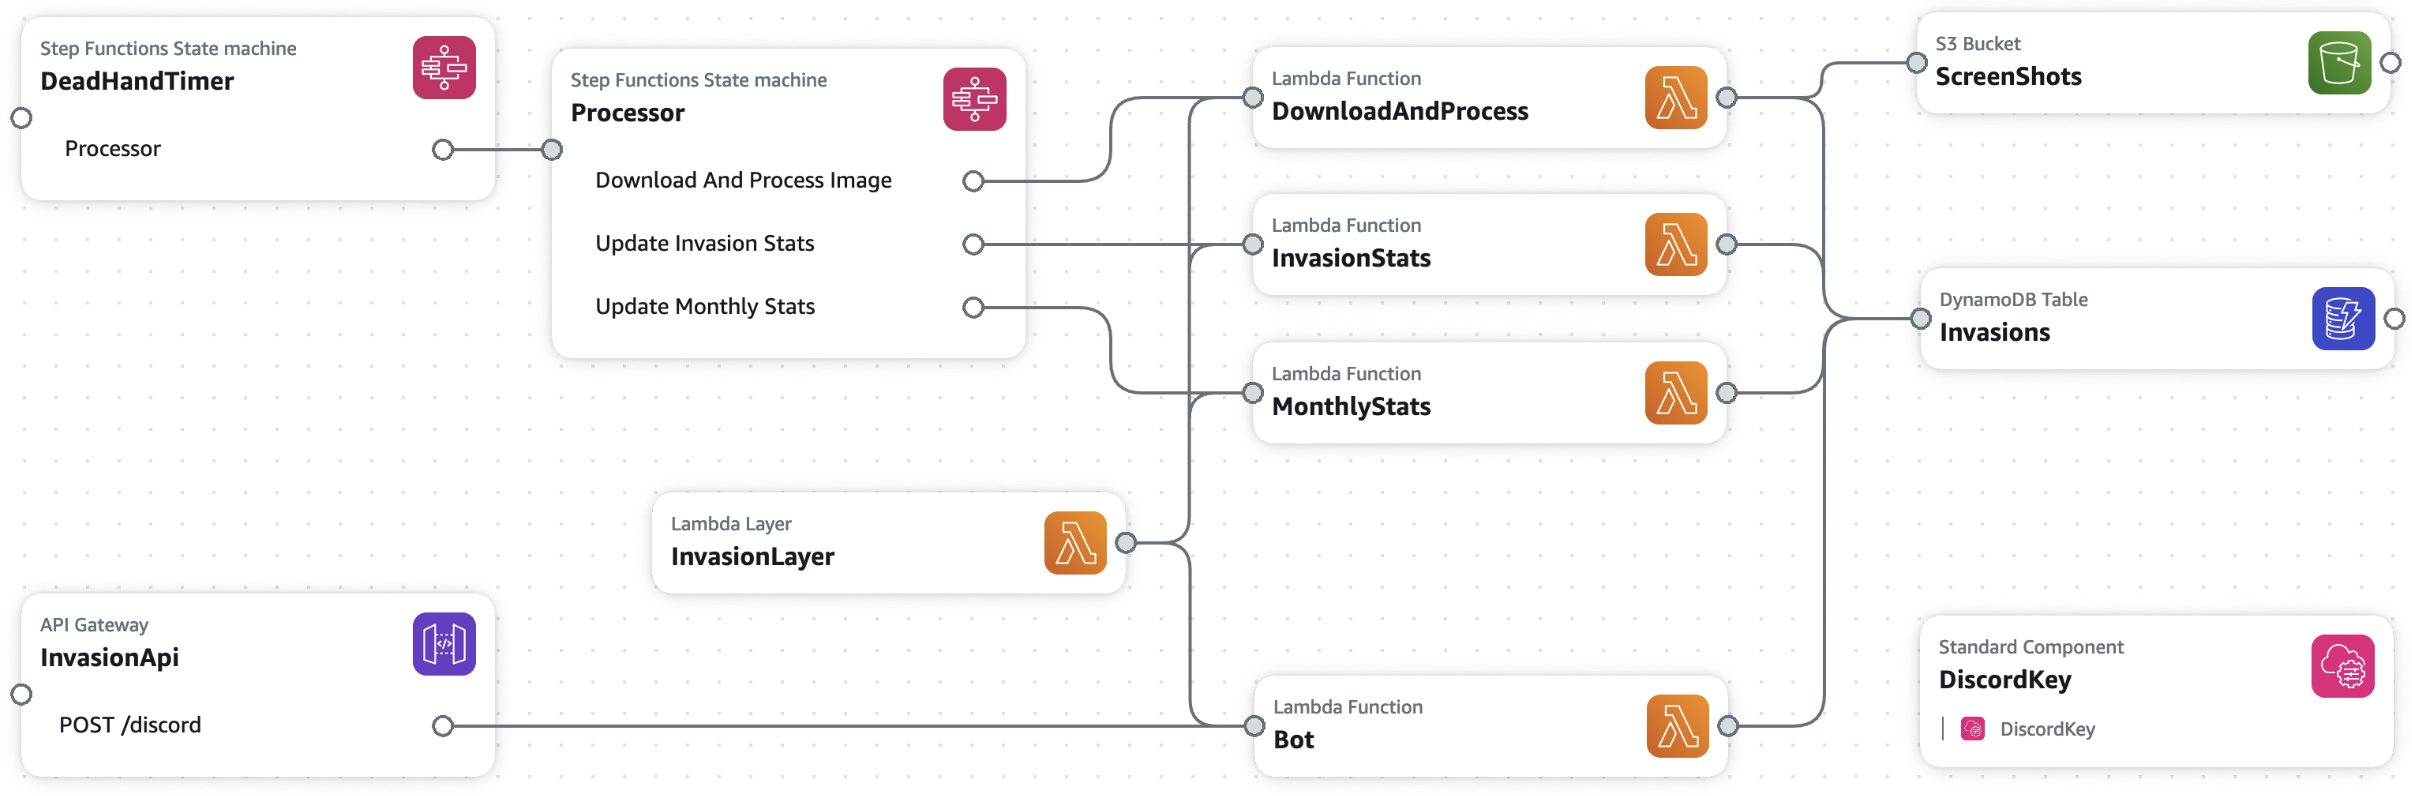 Step Functions State machine
DeadHandTimer
Processor
Step Functions State machine
Processor
Download And Process Image
Update Invasion Stats
Update Monthly Stats
Lambda Function
DownloadAndProcess
Lambda Function
InvasionStats
Lambda Function
MonthlyStats
S3 Bucket
ScreenShots
DynamoDB Table
Invasions
Lambda Layer
InvasionLayer
API Gateway
InvasionApi
POST /discord
Lambda Function
Bot
Standard Component
DiscordKey
DiscordKey